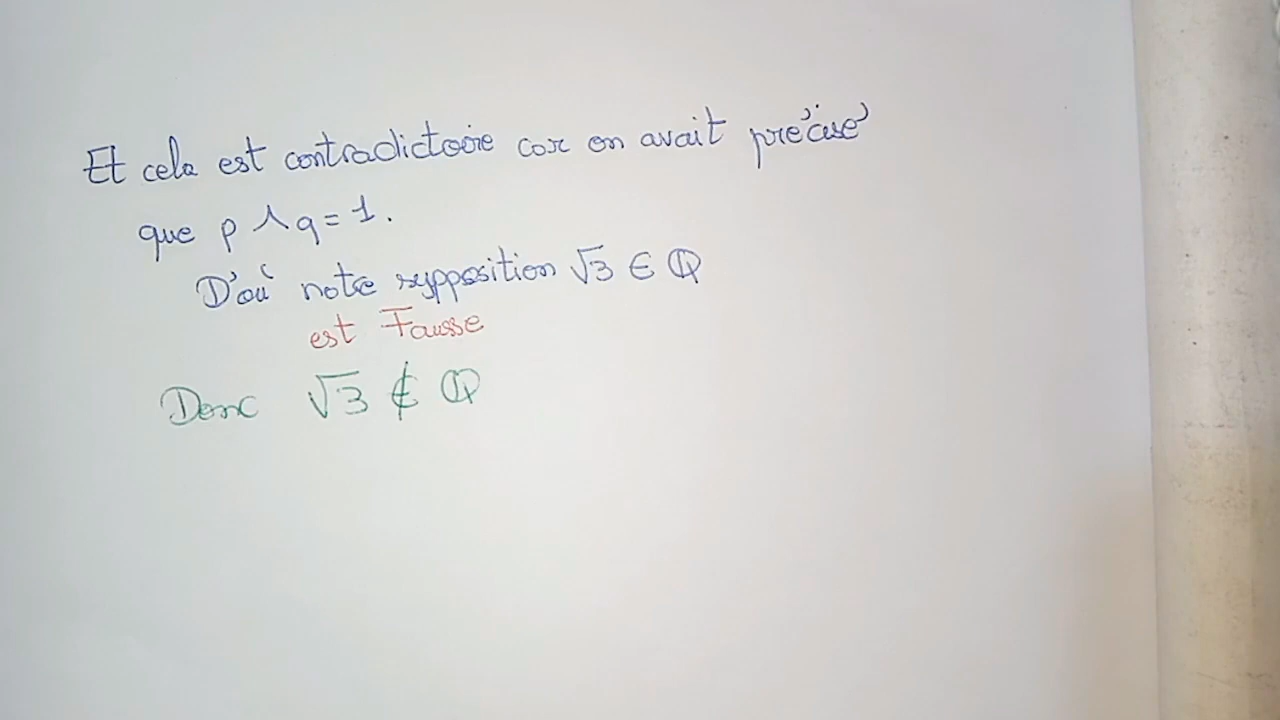 Et cela est contradictoire car on avait précisé
que p ∧ q = 1.
D'où notre supposition √3 ∈ ℚ
est Fausse
Donc √3 ∉ ℚ